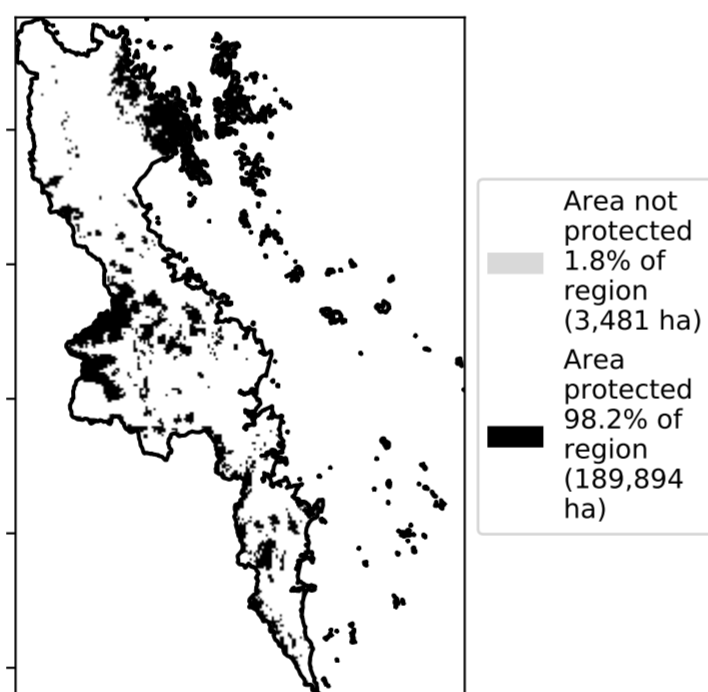 Area not
protected
1.8% of
region
(3,481 ha)
Area
protected
98.2% of
region
(189,894
ha)